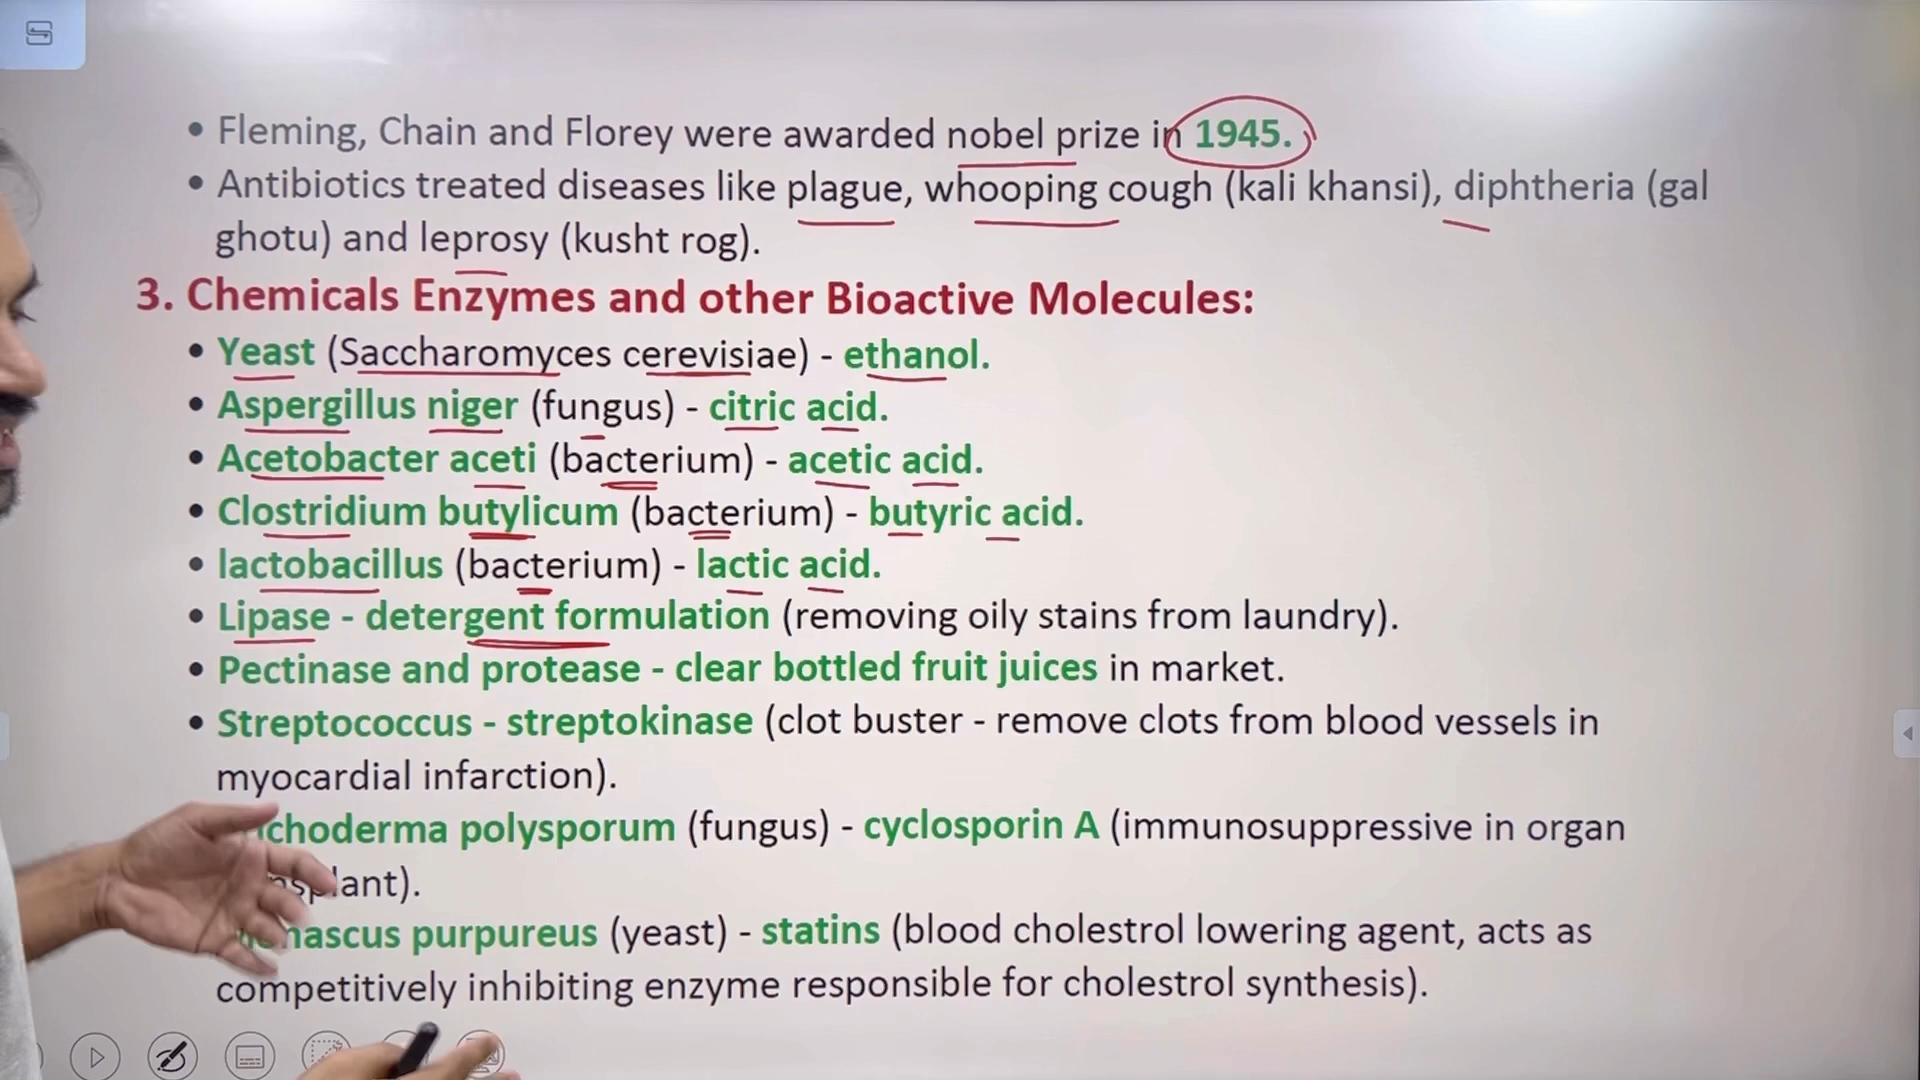 • Fleming, Chain and Florey were awarded nobel prize in 1945.
• Antibiotics treated diseases like plague, whooping cough (kali khansi), diphtheria (gal
ghotu) and leprosy (kusht rog).
3. Chemicals Enzymes and other Bioactive Molecules:
• Yeast (Saccharomyces cerevisiae) - ethanol.
• Aspergillus niger (fungus) - citric acid.
• Acetobacter aceti (bacterium) - acetic acid.
• Clostridium butylicum (bacterium) - butyric acid.
• lactobacillus (bacterium) - lactic acid.
• Lipase - detergent formulation (removing oily stains from laundry).
• Pectinase and protease - clear bottled fruit juices in market.
• Streptococcus - streptokinase (clot buster - remove clots from blood vessels in
myocardial infarction).
polysporum (fungus) - cyclosporin A (immunosuppressive in organ
purpureus (yeast) - statins (blood cholestrol lowering agent, acts as
competitively inhibiting enzyme responsible for cholestrol synthesis).